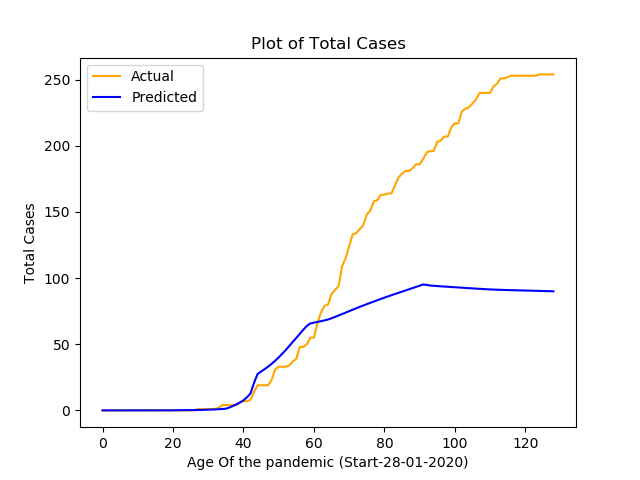 Plot of Total Cases
Actual
Predicted
250
200
150
100
50
0
Total Cases
0 20 40 60 80 100 120
Age Of the pandemic (Start-28-01-2020)